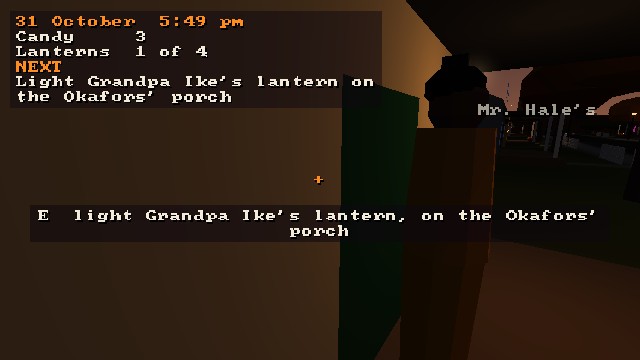 31 October  5:49 pm
Candy     3
Lanterns  1 of 4
NEXT
Light Grandpa Ike's lantern on
the Okafors' porch
Mr. Hale's
E  light Grandpa Ike's lantern, on the Okafors'
porch